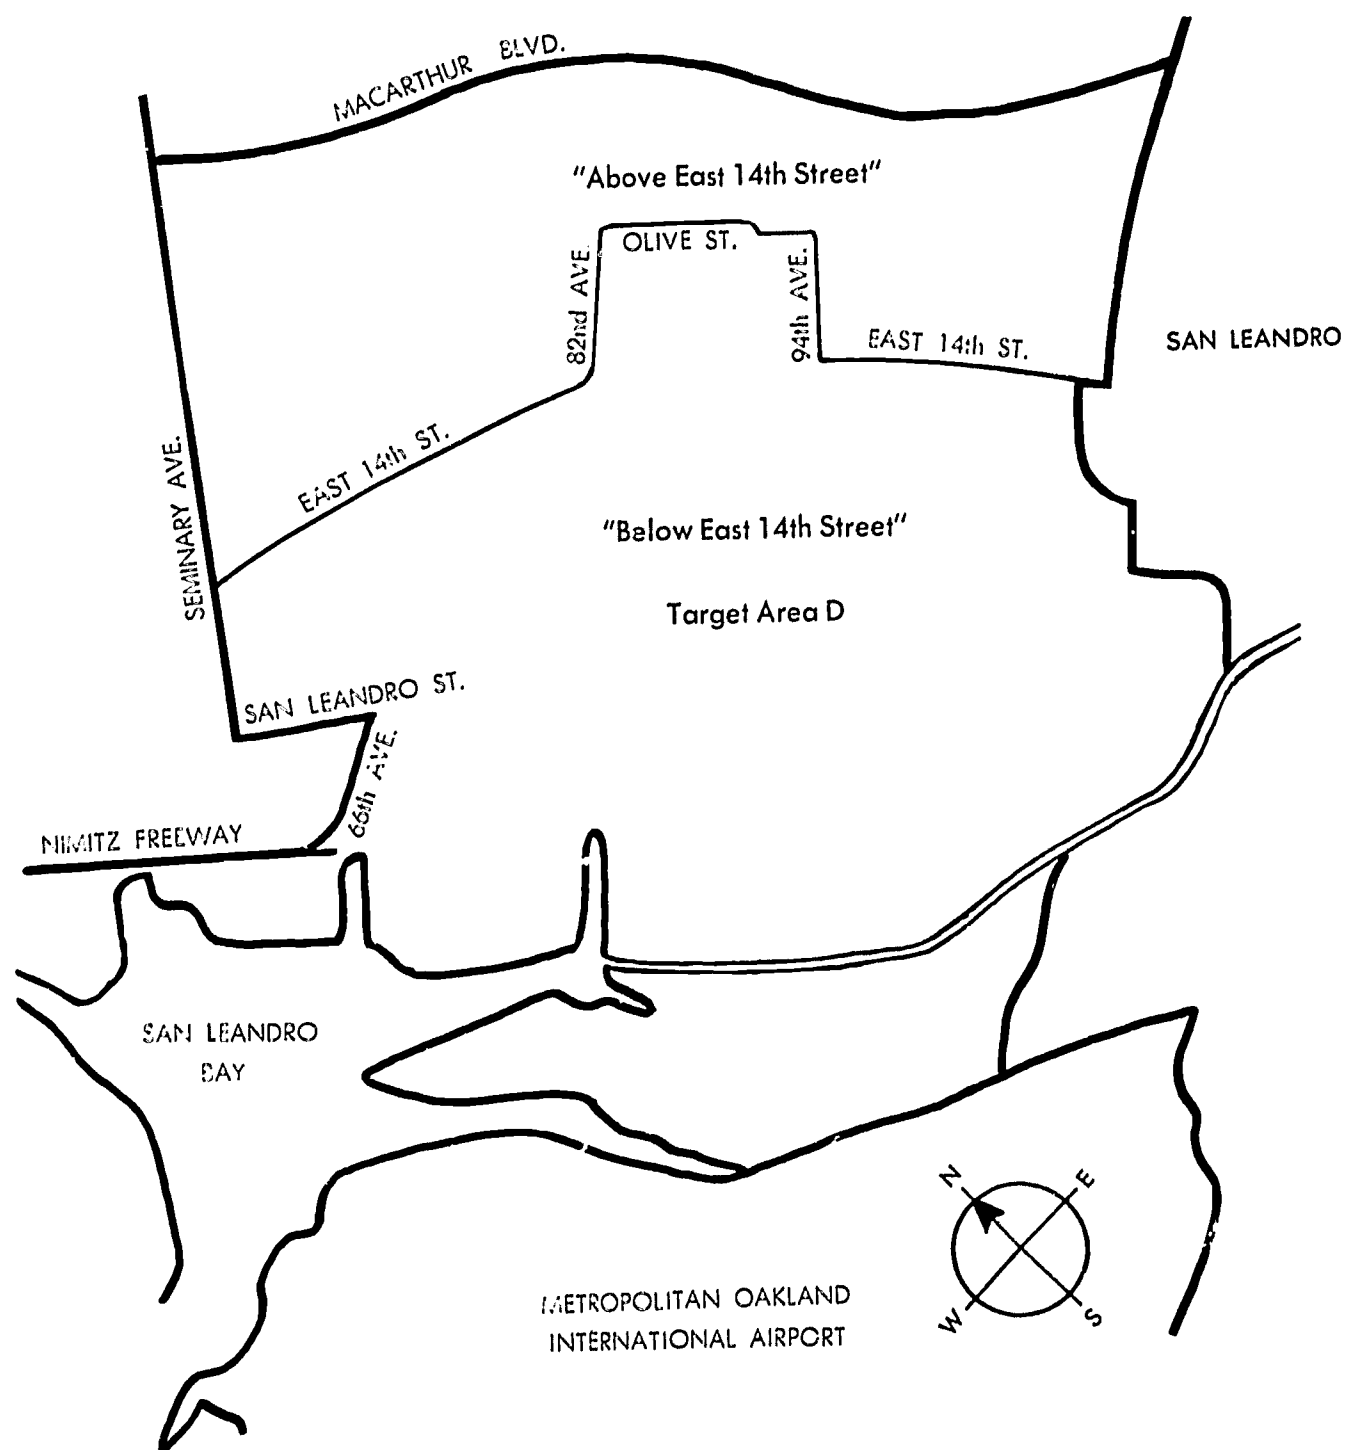 MACARTHUR BLVD.
"Above East 14th Street"
OLIVE ST.
82nd AVE.
94th AVE.
EAST 14th ST.
SAN LEANDRO
EAST 14th ST.
SEMINARY AVE.
"Below East 14th Street"
Target Area D
SAN LEANDRO ST.
66th AVE.
NIMITZ FREEWAY
SAN LEANDRO
BAY
N
E
W
S
METROPOLITAN OAKLAND
INTERNATIONAL AIRPORT